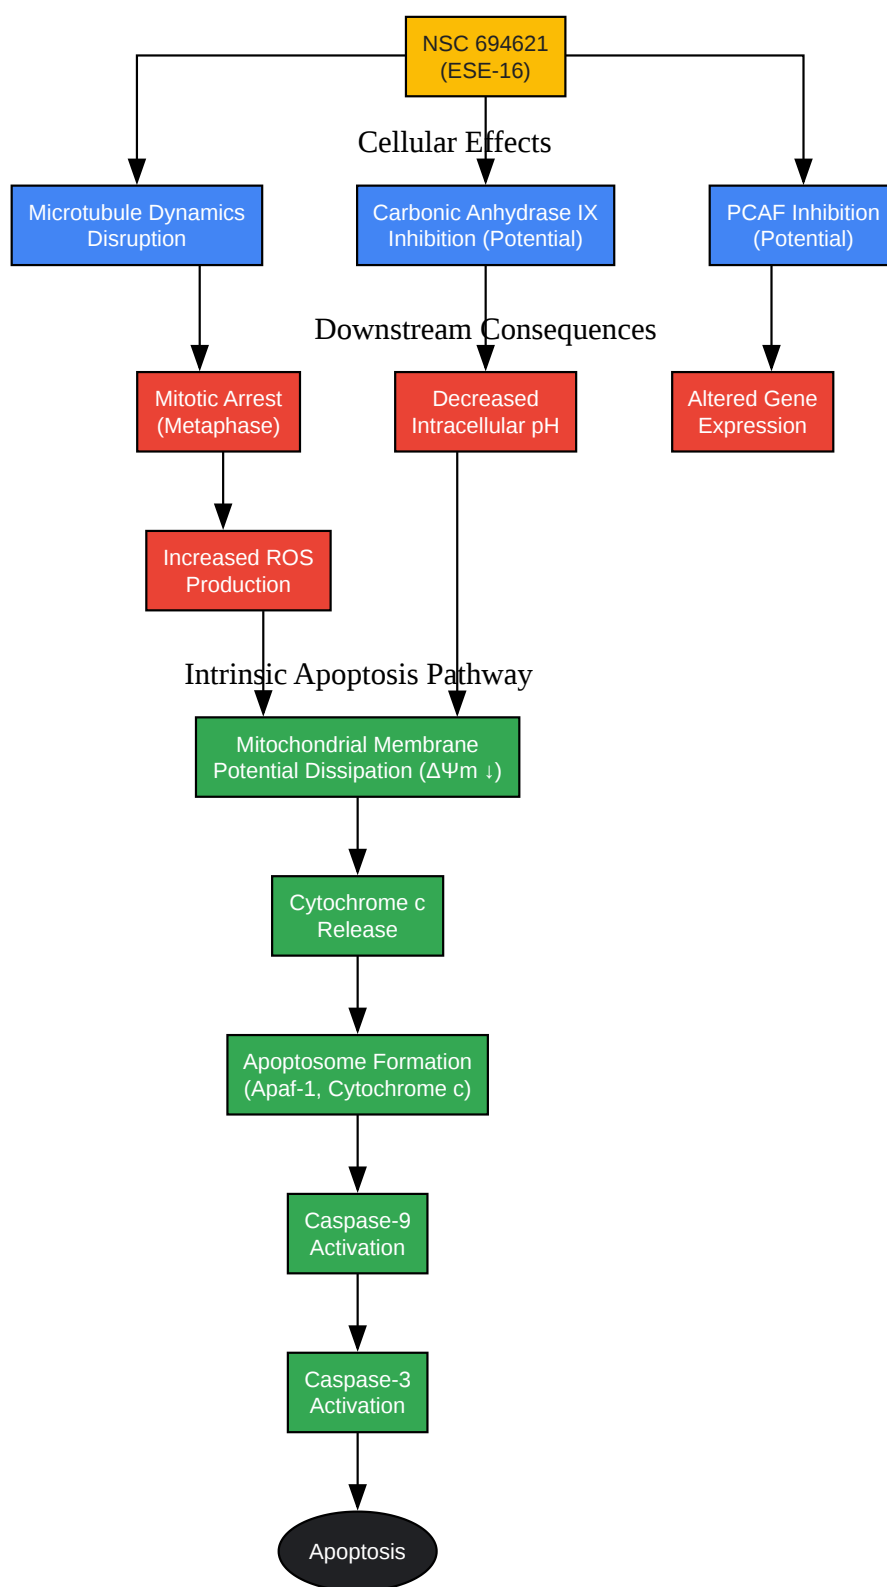 NSC 694621
(ESE-16)
Cellular Effects
Microtubule Dynamics
Disruption
Carbonic Anhydrase IX
Inhibition (Potential)
PCAF Inhibition
(Potential)
Downstream Consequences
Mitotic Arrest
(Metaphase)
Decreased
Intracellular pH
Altered Gene
Expression
Increased ROS
Production
Intrinsic Apoptosis Pathway
Mitochondrial Membrane
Potential Dissipation (ΔΨm ↓)
Cytochrome c
Release
Apoptosome Formation
(Apaf-1, Cytochrome c)
Caspase-9
Activation
Caspase-3
Activation
Apoptosis